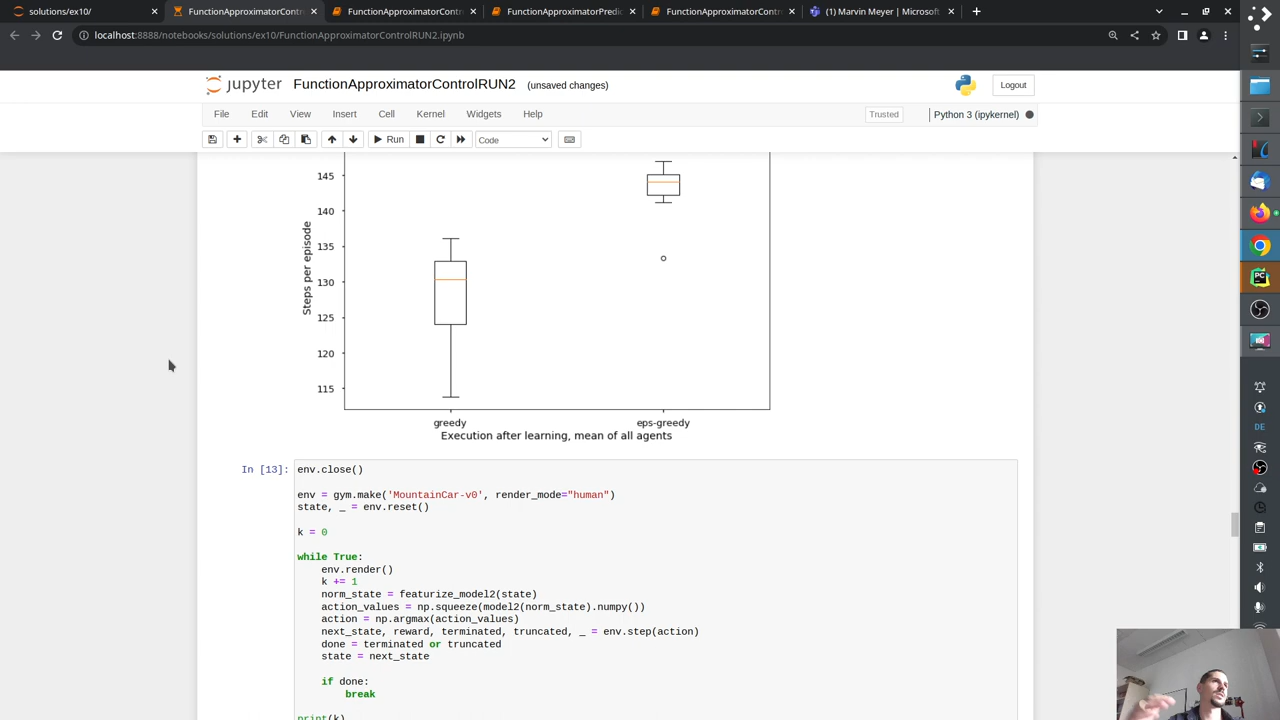 solutions/ex10/
FunctionApproximatorContr
FunctionApproximatorContr
FunctionApproximatorPredic
FunctionApproximatorContr
(1) Marvin Meyer | Microsoft
localhost:8888/notebooks/solutions/ex10/FunctionApproximatorControlRUN2.ipynb
jupyter FunctionApproximatorControlRUN2 (unsaved changes)
Logout
File Edit View Insert Cell Kernel Widgets Help
Trusted
Python 3 (ipykernel)
Run
Code
145
140
135
130
125
120
115
Steps per episode
greedy eps-greedy
Execution after learning, mean of all agents
In [13]: env.close()
env = gym.make('MountainCar-v0', render_mode="human")
state, _ = env.reset()
k = 0
while True:
env.render()
k += 1
norm_state = featurize_model2(state)
action_values = np.squeeze(model2(norm_state).numpy())
action = np.argmax(action_values)
next_state, reward, terminated, truncated, _ = env.step(action)
done = terminated or truncated
state = next_state
if done:
break
print(k)
DE